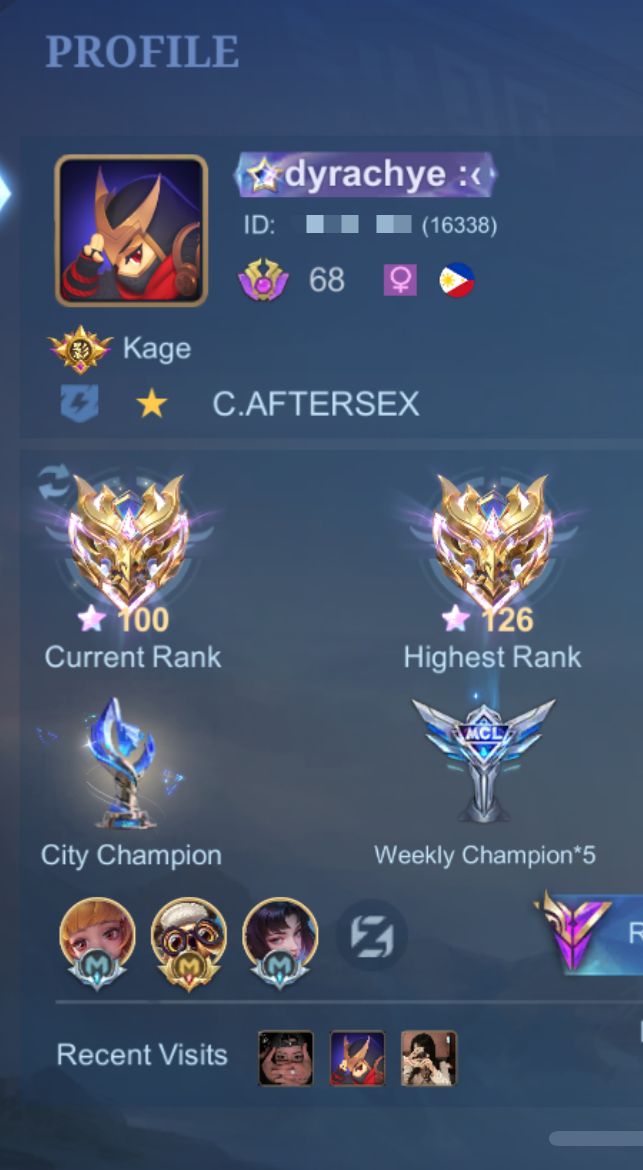 PROFILE
dyrachye :‹
ID: (16338)
68
影 Kage
C.AFTERSEX
100
126
Current Rank
Highest Rank
MCL
City Champion
Weekly Champion*5
M M M
R
Recent Visits